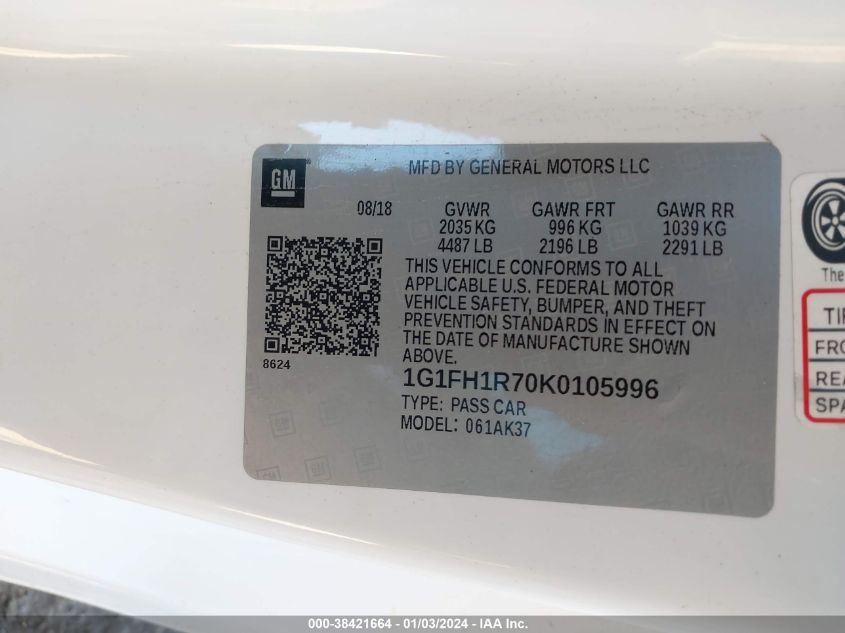 GM
MFD BY GENERAL MOTORS LLC
08/18 GVWR GAWR FRT GAWR RR
2035 KG 996 KG 1039 KG
4487 LB 2196 LB 2291 LB
THIS VEHICLE CONFORMS TO ALL
APPLICABLE U.S. FEDERAL MOTOR
VEHICLE SAFETY, BUMPER, AND THEFT
PREVENTION STANDARDS IN EFFECT ON
THE DATE OF MANUFACTURE SHOWN
ABOVE.
8624
1G1FH1R70K0105996
TYPE: PASS CAR
MODEL: 061AK37
The
TIR
FRO
REA
SPA
000-38421664 - 01/03/2024 - IAA Inc.